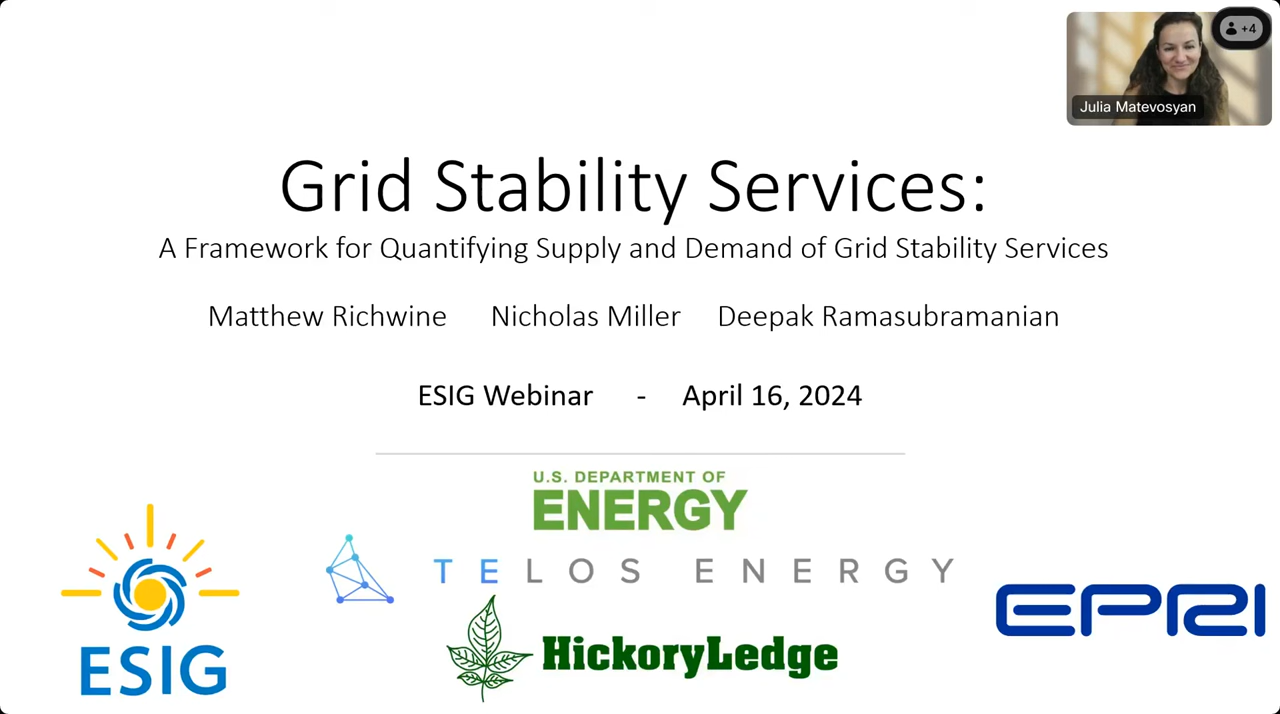 +4
Julia Matevosyan
Grid Stability Services:
A Framework for Quantifying Supply and Demand of Grid Stability Services
Matthew Richwine Nicholas Miller Deepak Ramasubramanian
ESIG Webinar - April 16, 2024
U.S. DEPARTMENT OF
ENERGY
TELOS ENERGY
HickoryLedge
ESIG
EPRI